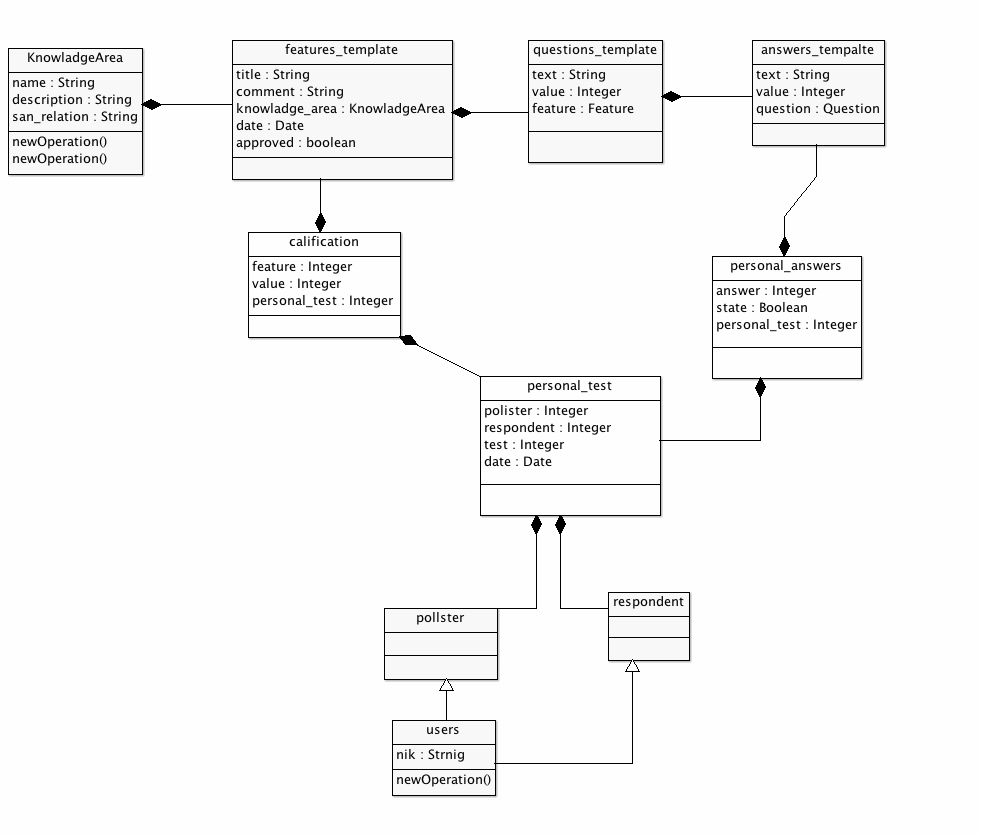 KnowladgeArea
name : String
description : String
san_relation : String
newOperation()
newOperation()
features_template
title : String
comment : String
knowladge_area : KnowladgeArea
date : Date
approved : boolean
questions_template
text : String
value : Integer
feature : Feature
answers_tempalte
text : String
value : Integer
question : Question
calification
feature : Integer
value : Integer
personal_test : Integer
personal_answers
answer : Integer
state : Boolean
personal_test : Integer
personal_test
polister : Integer
respondent : Integer
test : Integer
date : Date
pollster
respondent
users
nik : Strnig
newOperation()